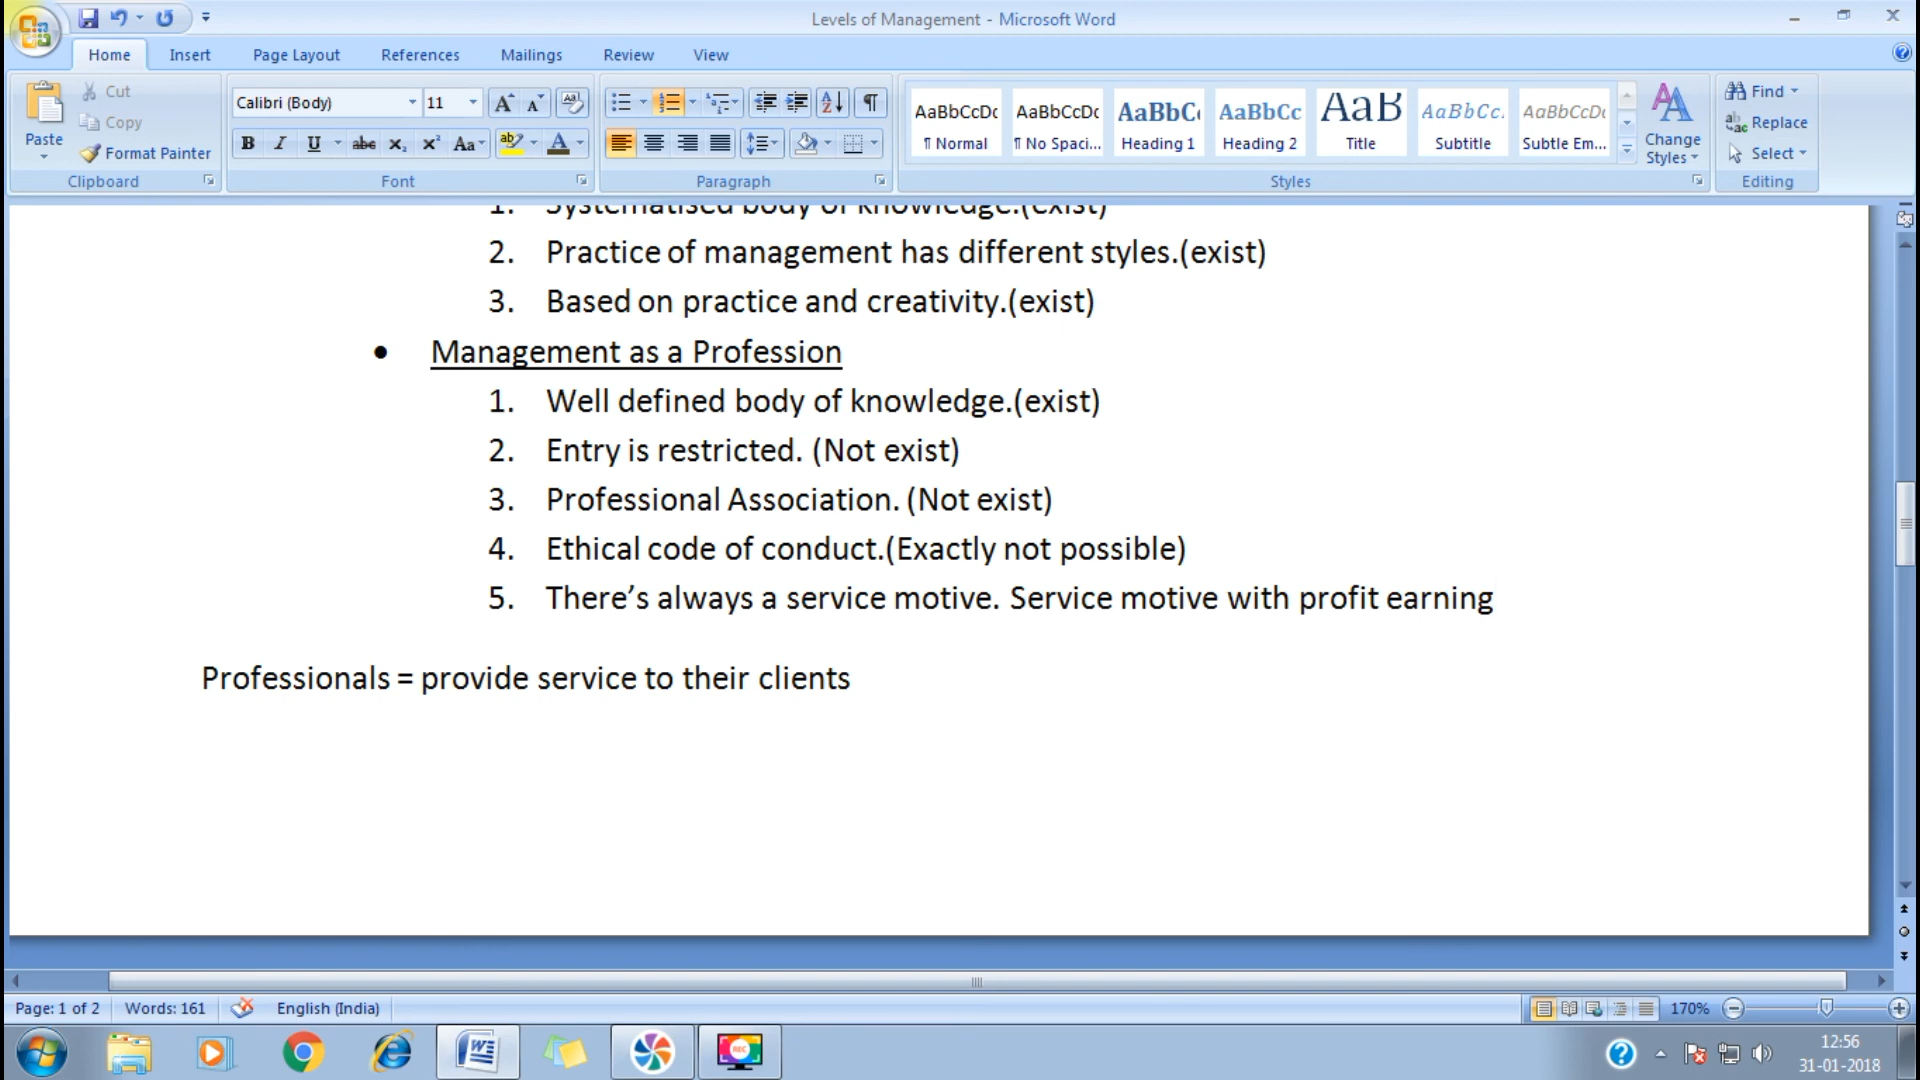 Levels of Management - Microsoft Word
Home Insert Page Layout References Mailings Review View
Paste
Cut
Copy
Format Painter
Clipboard
Calibri (Body) 11
Font
Paragraph
AaBbCcDc AaBbCcDc AaBbC AaBbCc AaB AaBbCc. AaBbCcDc
¶ Normal ¶ No Spaci... Heading 1 Heading 2 Title Subtitle Subtle Em...
Styles
Change Styles
Find
Replace
Select
Editing
1. Systematised body of knowledge.(exist)
2. Practice of management has different styles.(exist)
3. Based on practice and creativity.(exist)
• Management as a Profession
1. Well defined body of knowledge.(exist)
2. Entry is restricted. (Not exist)
3. Professional Association. (Not exist)
4. Ethical code of conduct.(Exactly not possible)
5. There’s always a service motive. Service motive with profit earning
Professionals = provide service to their clients
Page: 1 of 2 Words: 161 English (India) 170%
12:56
31-01-2018